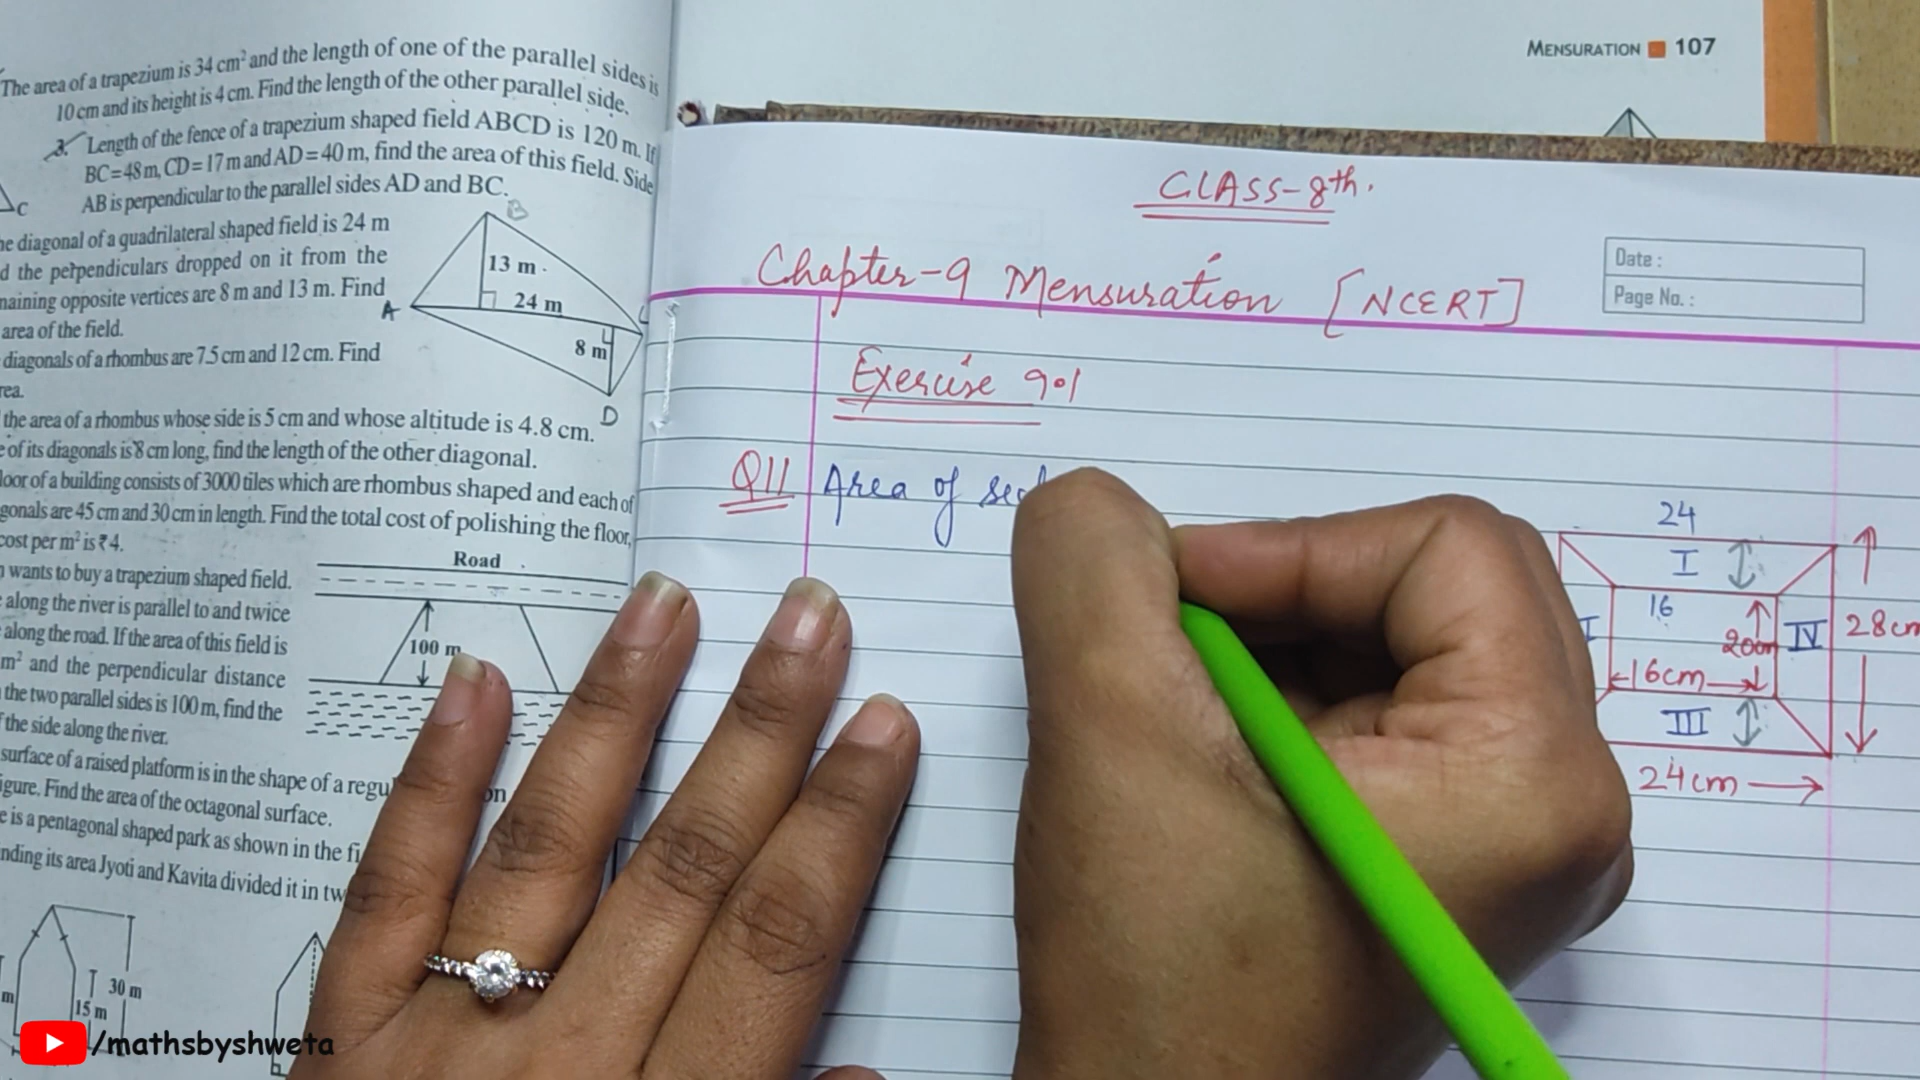 The area of a trapezium is 34 cm² and the length of one of the parallel sides is
10 cm and its height is 4 cm. Find the length of the other parallel side.
3. Length of the fence of a trapezium shaped field ABCD is 120 m. If
BC = 48 m, CD = 17 m and AD = 40 m, find the area of this field. Side
AB is perpendicular to the parallel sides AD and BC.
C
diagonal of a quadrilateral shaped field is 24 m
the perpendiculars dropped on it from the
opposite vertices are 8 m and 13 m. Find
area of the field.
diagonals of a rhombus are 7.5 cm and 12 cm. Find
B
13 m
24 m
A
8 m
D
the area of a rhombus whose side is 5 cm and whose altitude is 4.8 cm.
of its diagonals is 8 cm long, find the length of the other diagonal.
of a building consists of 3000 tiles which are rhombus shaped and each of
are 45 cm and 30 cm in length. Find the total cost of polishing the floor,
cost per m² is ₹ 4.
wants to buy a trapezium shaped field.
along the river is parallel to and twice
along the road. If the area of this field is
m² and the perpendicular distance
the two parallel sides is 100 m, find the
the side along the river.
Road
100 m
surface of a raised platform is in the shape of a
Find the area of the octagonal surface.
is a pentagonal shaped park as shown in the
its area Jyoti and Kavita divided it in
30 m
15 m
m
/mathsbyshweta
MENSURATION 107
CLASS-8th.
Chapter-9 Mensuration [NCERT]
Date :
Page No. :
Exercise 9.1
Q11 Area of
24
I
16
20cm
IV
28cm
16cm
III
24cm